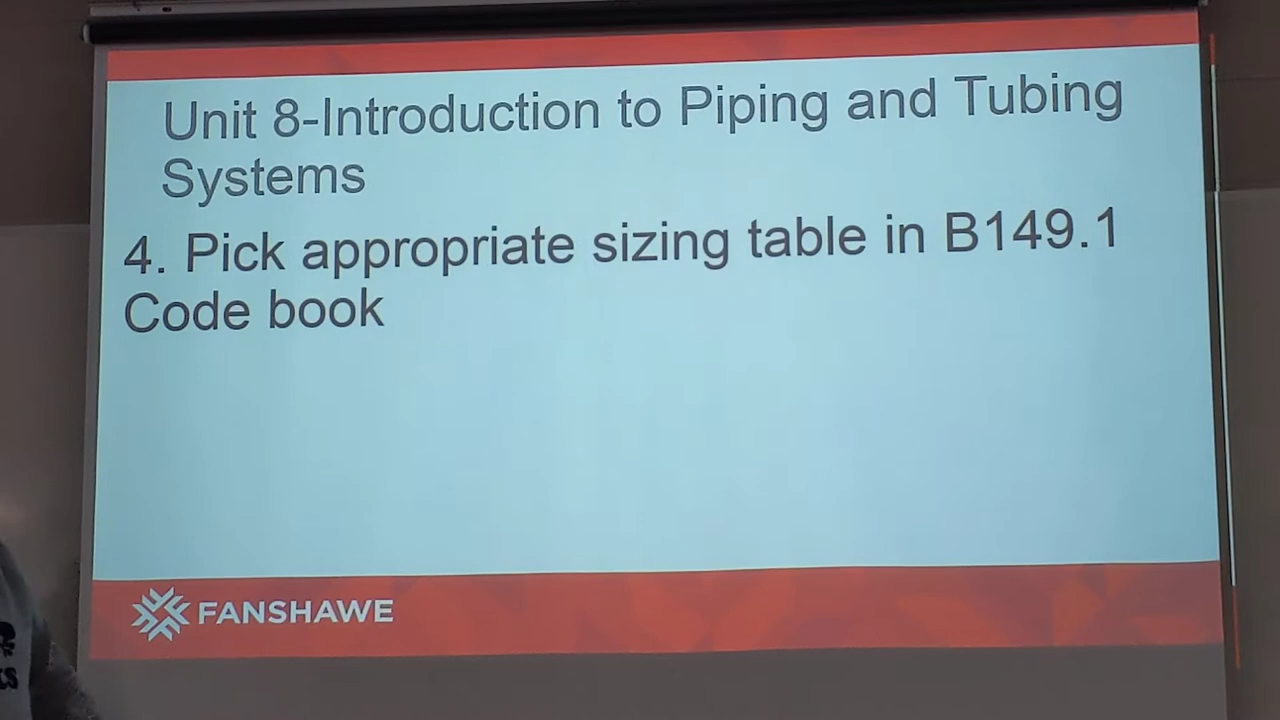 Unit 8-Introduction to Piping and Tubing
Systems
4. Pick appropriate sizing table in B149.1
Code book
FANSHAWE